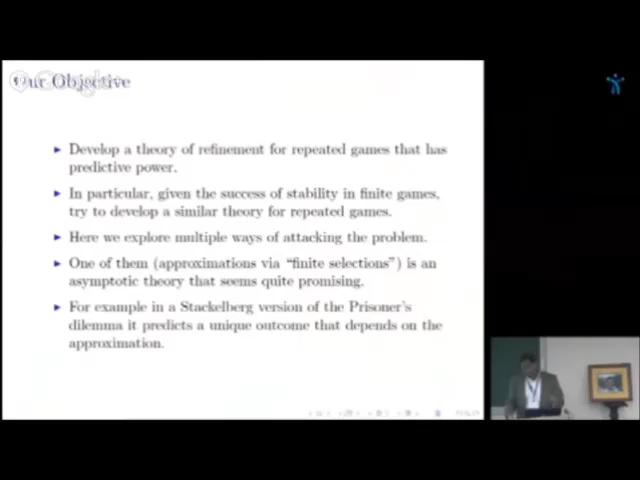 Our Objective
▶ Develop a theory of refinement for repeated games that has
predictive power.
▶ In particular, given the success of stability in finite games,
try to develop a similar theory for repeated games.
▶ Here we explore multiple ways of attacking the problem.
▶ One of them (approximations via "finite selections") is an
asymptotic theory that seems quite promising.
▶ For example in a Stackelberg version of the Prisoner's
dilemma it predicts a unique outcome that depends on the
approximation.